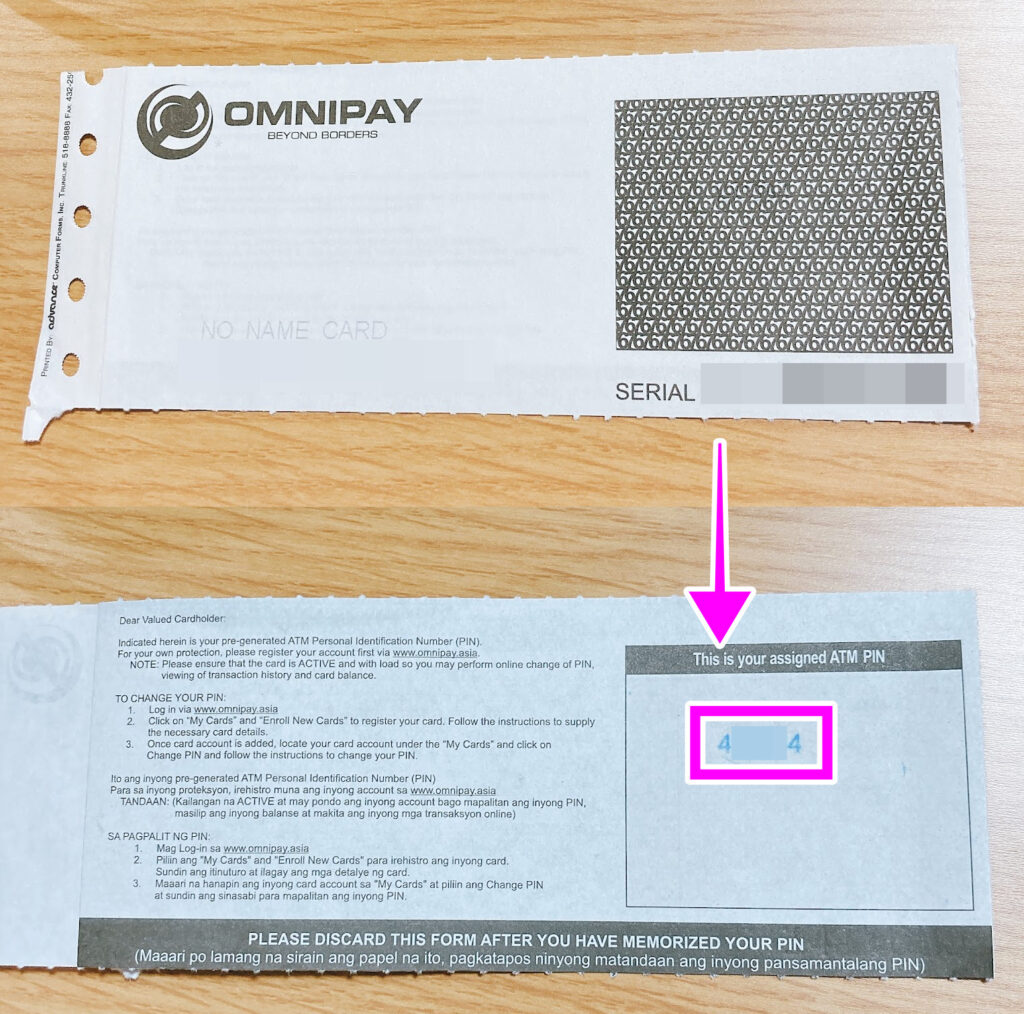 PRINTED BY: advance COMPUTER FORMS, INC. TRUNKLINE: 518-8888 FAX: 432-25
OMNIPAY
BEYOND BORDERS
NO NAME CARD
SERIAL
Dear Valued Cardholder:
Indicated herein is your pre-generated ATM Personal Identification Number (PIN).
For your own protection, please register your account first via www.omnipay.asia.
NOTE: Please ensure that the card is ACTIVE and with load so you may perform online change of PIN,
viewing of transaction history and card balance.
TO CHANGE YOUR PIN:
1. Log in via www.omnipay.asia
2. Click on "My Cards" and "Enroll New Cards" to register your card. Follow the instructions to supply
the necessary card details.
3. Once card account is added, locate your card account under the "My Cards" and click on
Change PIN and follow the instructions to change your PIN.
Ito ang inyong pre-generated ATM Personal Identification Number (PIN)
Para sa inyong proteksyon, irehistro muna ang inyong account sa www.omnipay.asia
TANDAAN: (Kailangan na ACTIVE at may pondo ang inyong account bago mapalitan ang inyong PIN,
masilip ang inyong balanse at makita ang inyong mga transaksyon online)
SA PAGPALIT NG PIN:
1. Mag Log-in sa www.omnipay.asia
2. Piliin ang "My Cards" and "Enroll New Cards" para irehistro ang inyong card.
Sundin ang itinuturo at ilagay ang mga detalye ng card.
3. Maaari na hanapin ang inyong card account sa "My Cards" at piliin ang Change PIN
at sundin ang sinasabi para mapalitan ang inyong PIN.
This is your assigned ATM PIN
4 4
PLEASE DISCARD THIS FORM AFTER YOU HAVE MEMORIZED YOUR PIN
(Maaari po lamang na sirain ang papel na ito, pagkatapos ninyong matandaan ang inyong pansamantalang PIN)